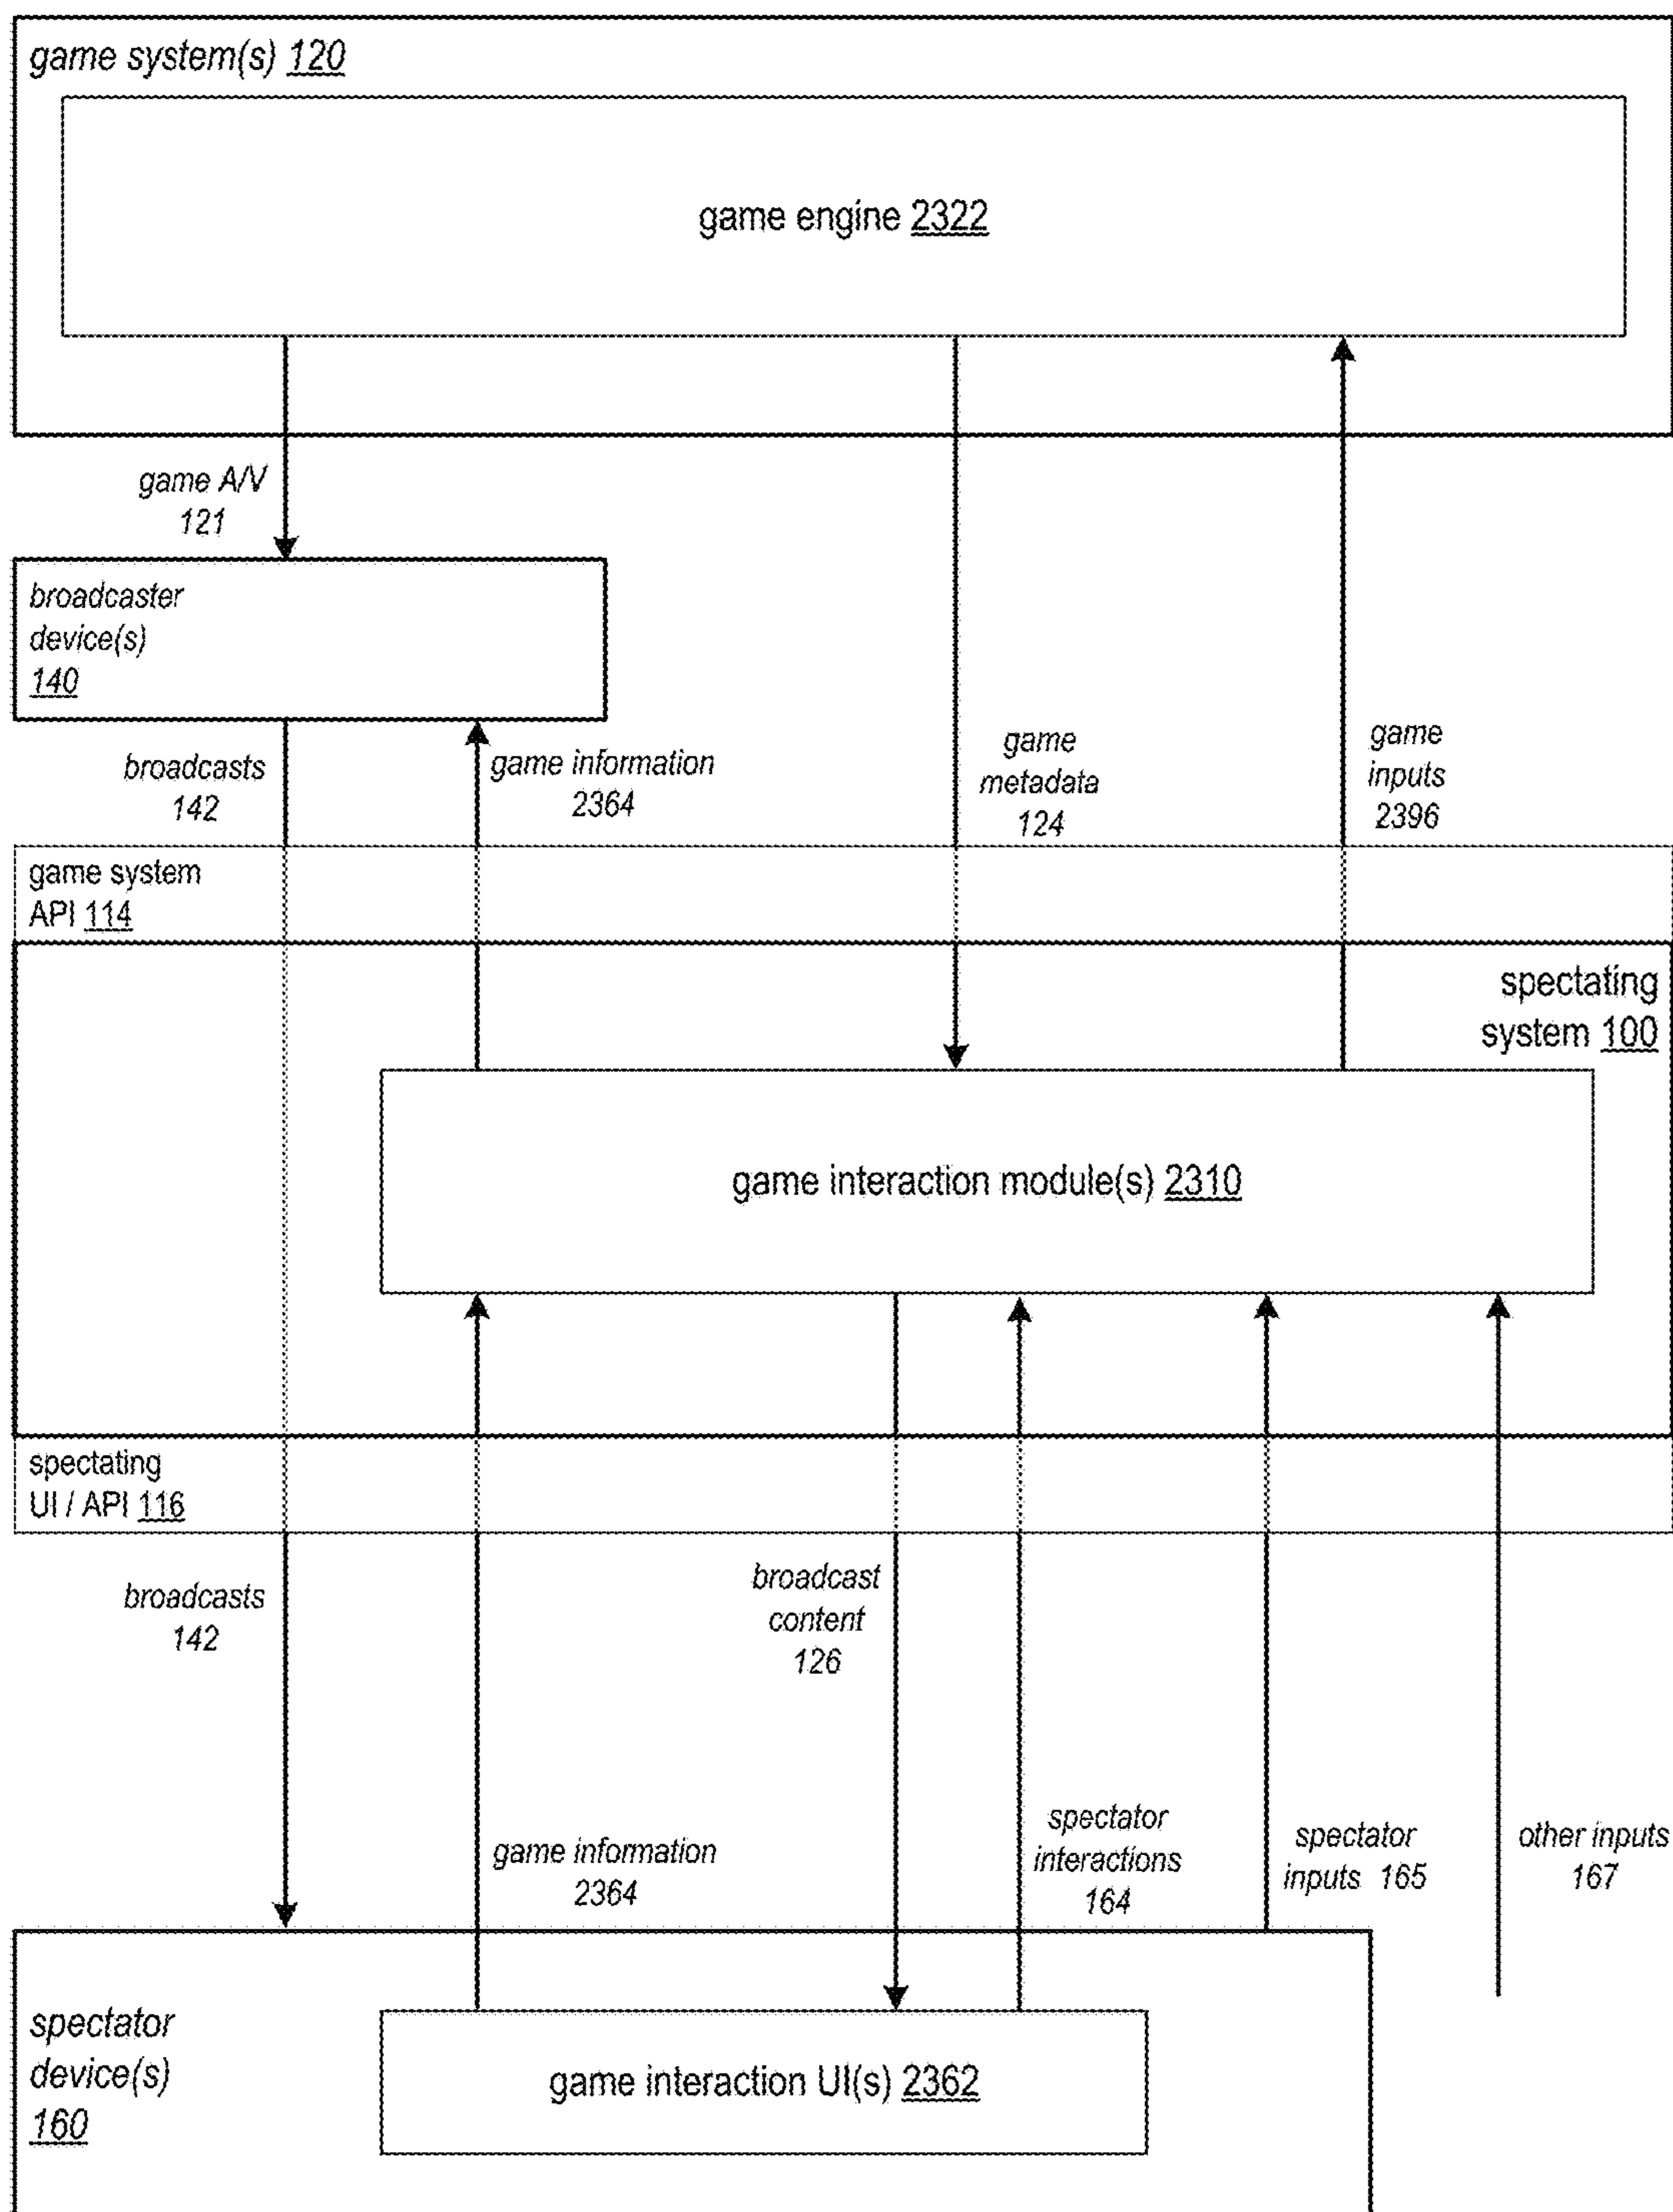 game system(s) 120
game engine 2322
game A/V
121
broadcaster
device(s)
140
broadcasts
142
game information
2364
game
metadata
124
game
inputs
2396
game system
API 114
spectating
system 100
game interaction module(s) 2310
spectating
UI / API 116
broadcasts
142
broadcast
content
126
game information
2364
spectator
interactions
164
spectator
inputs 165
other inputs
167
spectator
device(s)
160
game interaction UI(s) 2362